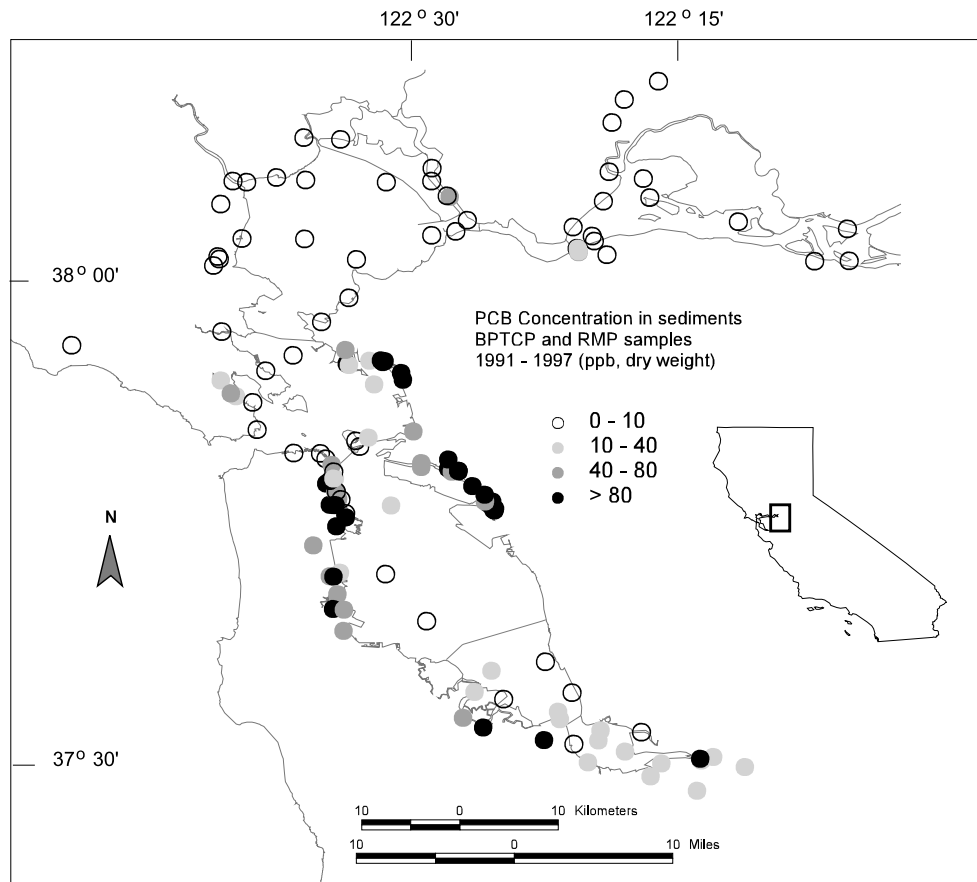 122 o 30'
122 o 15'
38 o 00'
PCB Concentration in sediments
BPTCP and RMP samples
1991 - 1997 (ppb, dry weight)
0 - 10
10 - 40
40 - 80
> 80
N
37 o 30'
10 0 10 Kilometers
10 0 10 Miles